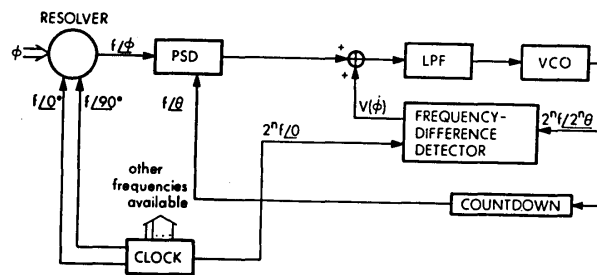 RESOLVER
ϕ
f∠ϕ
PSD
+
+
LPF
VCO
f∠0°
f∠90°
f∠θ
V(ϕ̇)
FREQUENCY-
DIFFERENCE
DETECTOR
2ⁿf∠2ⁿθ
2ⁿf∠0
other
frequencies
available
...
COUNTDOWN
CLOCK